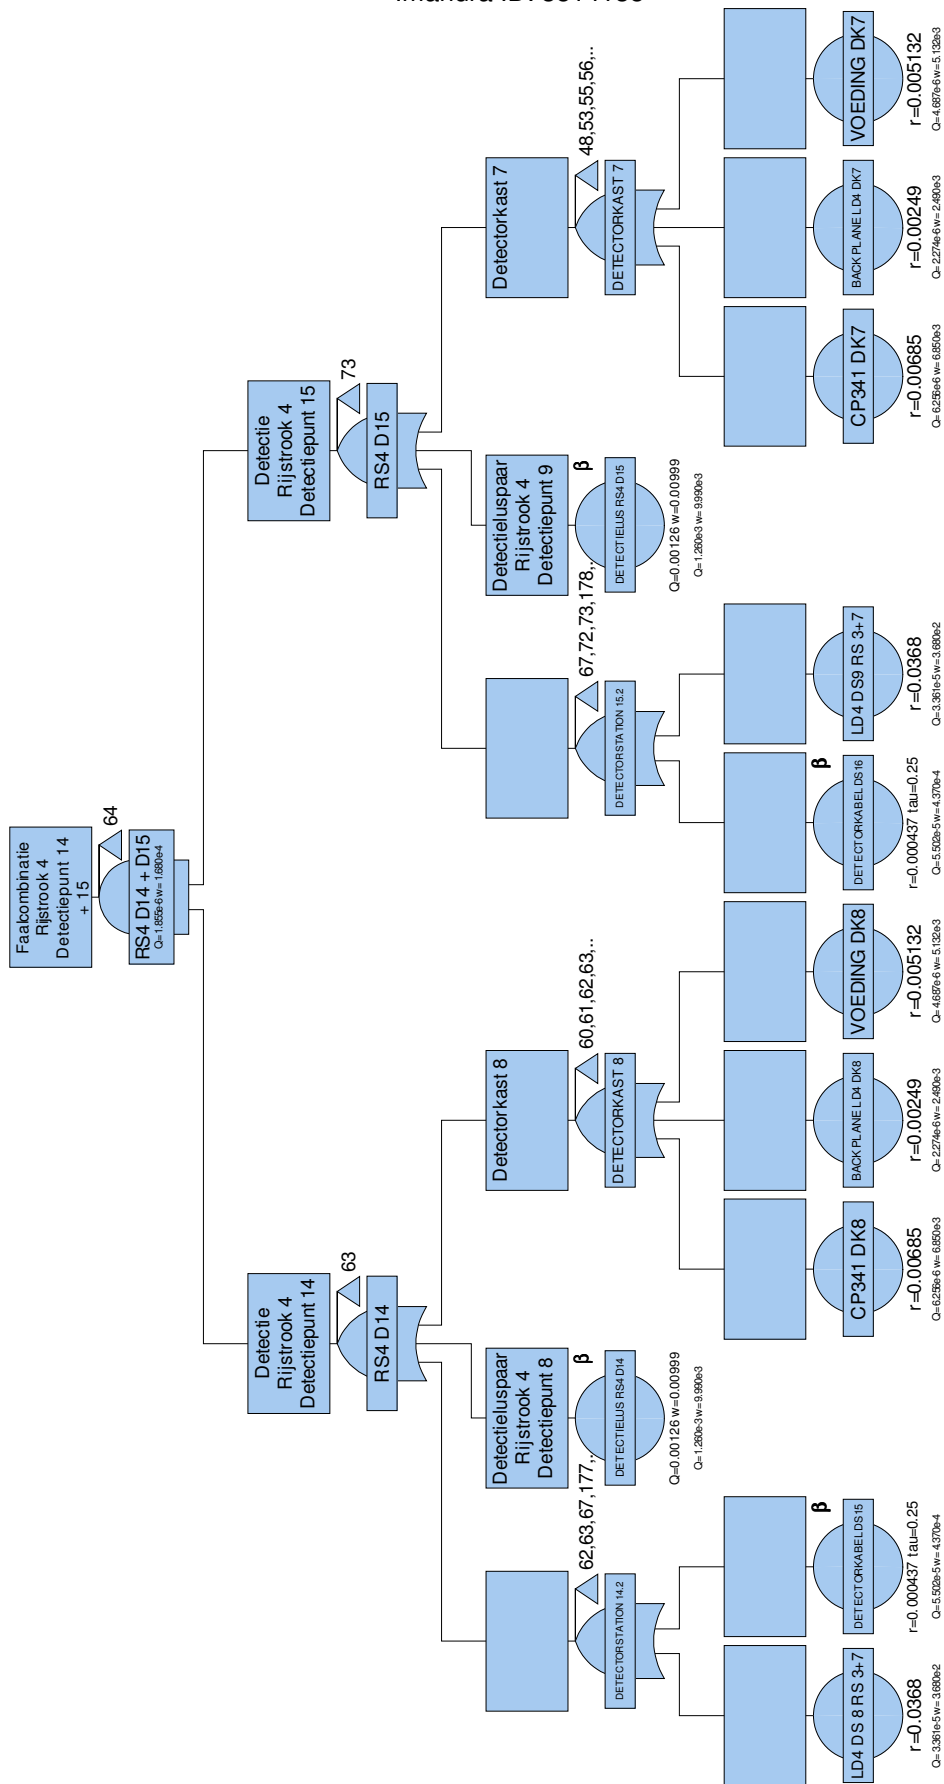 Faalcombinatie
Rijstrook 4
Detectiepunt 14
+ 15
64
RS4 D14 + D15
Q=1.855e-6 w=1.680e-4
Detectie
Rijstrook 4
Detectiepunt 14
63
RS4 D14
Detectie
Rijstrook 4
Detectiepunt 15
73
RS4 D15
62,63,67,177,..
DETECTORSTATION 14.2
Detectieluspaar
Rijstrook 4
Detectiepunt 8
β
DETECTIELUS RS4 D14
Q=0.00126 w=0.00999
Q=1.260e-3 w=9.990e-3
Detectorkast 8
60,61,62,63,..
DETECTORKAST 8
67,72,73,178,..
DETECTORSTATION 15.2
Detectieluspaar
Rijstrook 4
Detectiepunt 9
β
DETECTIELUS RS4 D15
Q=0.00126 w=0.00999
Q=1.260e-3 w=9.990e-3
Detectorkast 7
48,53,55,56,..
DETECTORKAST 7
LD4 DS 8 RS 3+7
r=0.0368
Q=3.361e-5 w=3.680e-2
β
DETECTORKABEL DS15
r=0.000437 tau=0.25
Q=5.502e-5 w=4.370e-4
CP341 DK8
r=0.00685
Q=6.256e-6 w=6.850e-3
BACK PLANE LD4 DK8
r=0.00249
Q=2.274e-6 w=2.490e-3
VOEDING DK8
r=0.005132
Q=4.687e-6 w=5.132e-3
β
DETECTORKABEL DS16
r=0.000437 tau=0.25
Q=5.502e-5 w=4.370e-4
LD4 DS9 RS 3+7
r=0.0368
Q=3.361e-5 w=3.680e-2
CP341 DK7
r=0.00685
Q=6.256e-6 w=6.850e-3
BACK PLANE LD4 DK7
r=0.00249
Q=2.274e-6 w=2.490e-3
VOEDING DK7
r=0.005132
Q=4.687e-6 w=5.132e-3